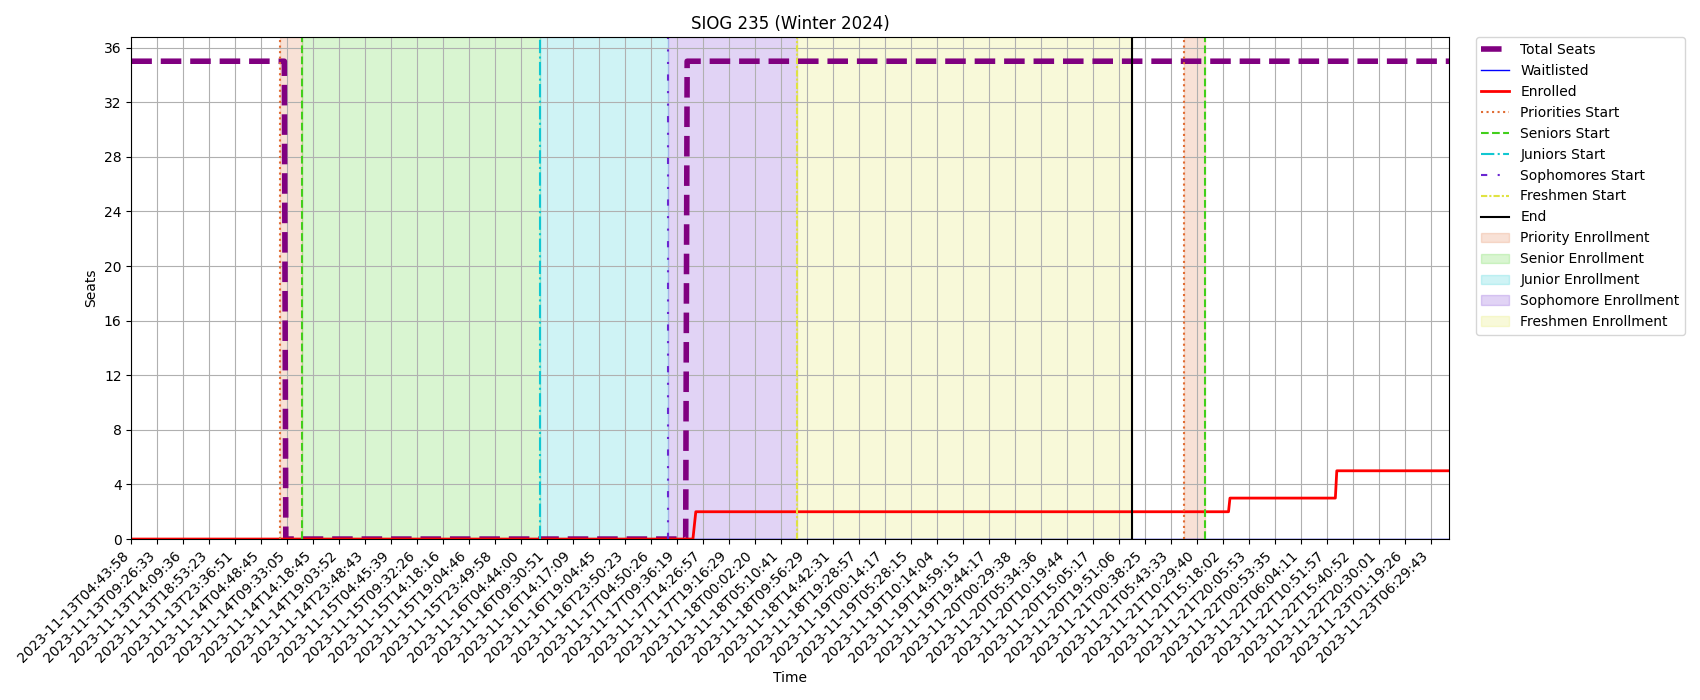 SIOG 235 (Winter 2024)
36
32
28
24
20
16
12
8
4
0
Seats
2023-11-13T04:43:58
2023-11-13T09:26:33
2023-11-13T14:09:36
2023-11-13T18:53:23
2023-11-13T23:36:51
2023-11-14T04:48:45
2023-11-14T09:33:05
2023-11-14T14:18:45
2023-11-14T19:03:52
2023-11-14T23:48:43
2023-11-15T04:45:39
2023-11-15T09:32:26
2023-11-15T14:18:16
2023-11-15T19:04:46
2023-11-15T23:49:58
2023-11-16T04:44:00
2023-11-16T09:30:51
2023-11-16T14:17:09
2023-11-16T19:04:45
2023-11-16T23:50:23
2023-11-17T04:50:26
2023-11-17T09:36:19
2023-11-17T14:26:57
2023-11-17T19:16:29
2023-11-18T00:02:20
2023-11-18T05:10:41
2023-11-18T09:56:29
2023-11-18T14:42:31
2023-11-18T19:28:57
2023-11-19T00:14:17
2023-11-19T05:28:15
2023-11-19T10:14:04
2023-11-19T14:59:15
2023-11-19T19:44:17
2023-11-20T00:29:38
2023-11-20T05:34:36
2023-11-20T10:19:44
2023-11-20T15:05:17
2023-11-20T19:51:06
2023-11-21T00:38:25
2023-11-21T05:43:33
2023-11-21T10:29:40
2023-11-21T15:18:02
2023-11-21T20:05:53
2023-11-22T00:53:35
2023-11-22T06:04:11
2023-11-22T10:51:57
2023-11-22T15:40:52
2023-11-22T20:30:01
2023-11-23T01:19:26
2023-11-23T06:29:43
Time
Total Seats
Waitlisted
Enrolled
Priorities Start
Seniors Start
Juniors Start
Sophomores Start
Freshmen Start
End
Priority Enrollment
Senior Enrollment
Junior Enrollment
Sophomore Enrollment
Freshmen Enrollment